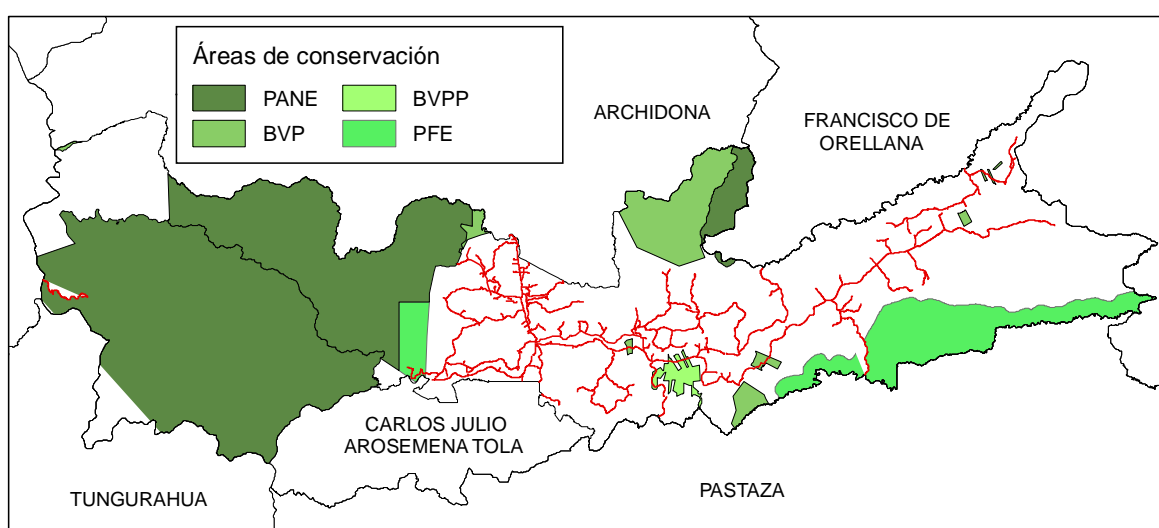 Áreas de conservación
PANE
BVPP
BVP
PFE
ARCHIDONA
FRANCISCO DE
ORELLANA
CARLOS JULIO
AROSEMENA TOLA
TUNGURAHUA
PASTAZA